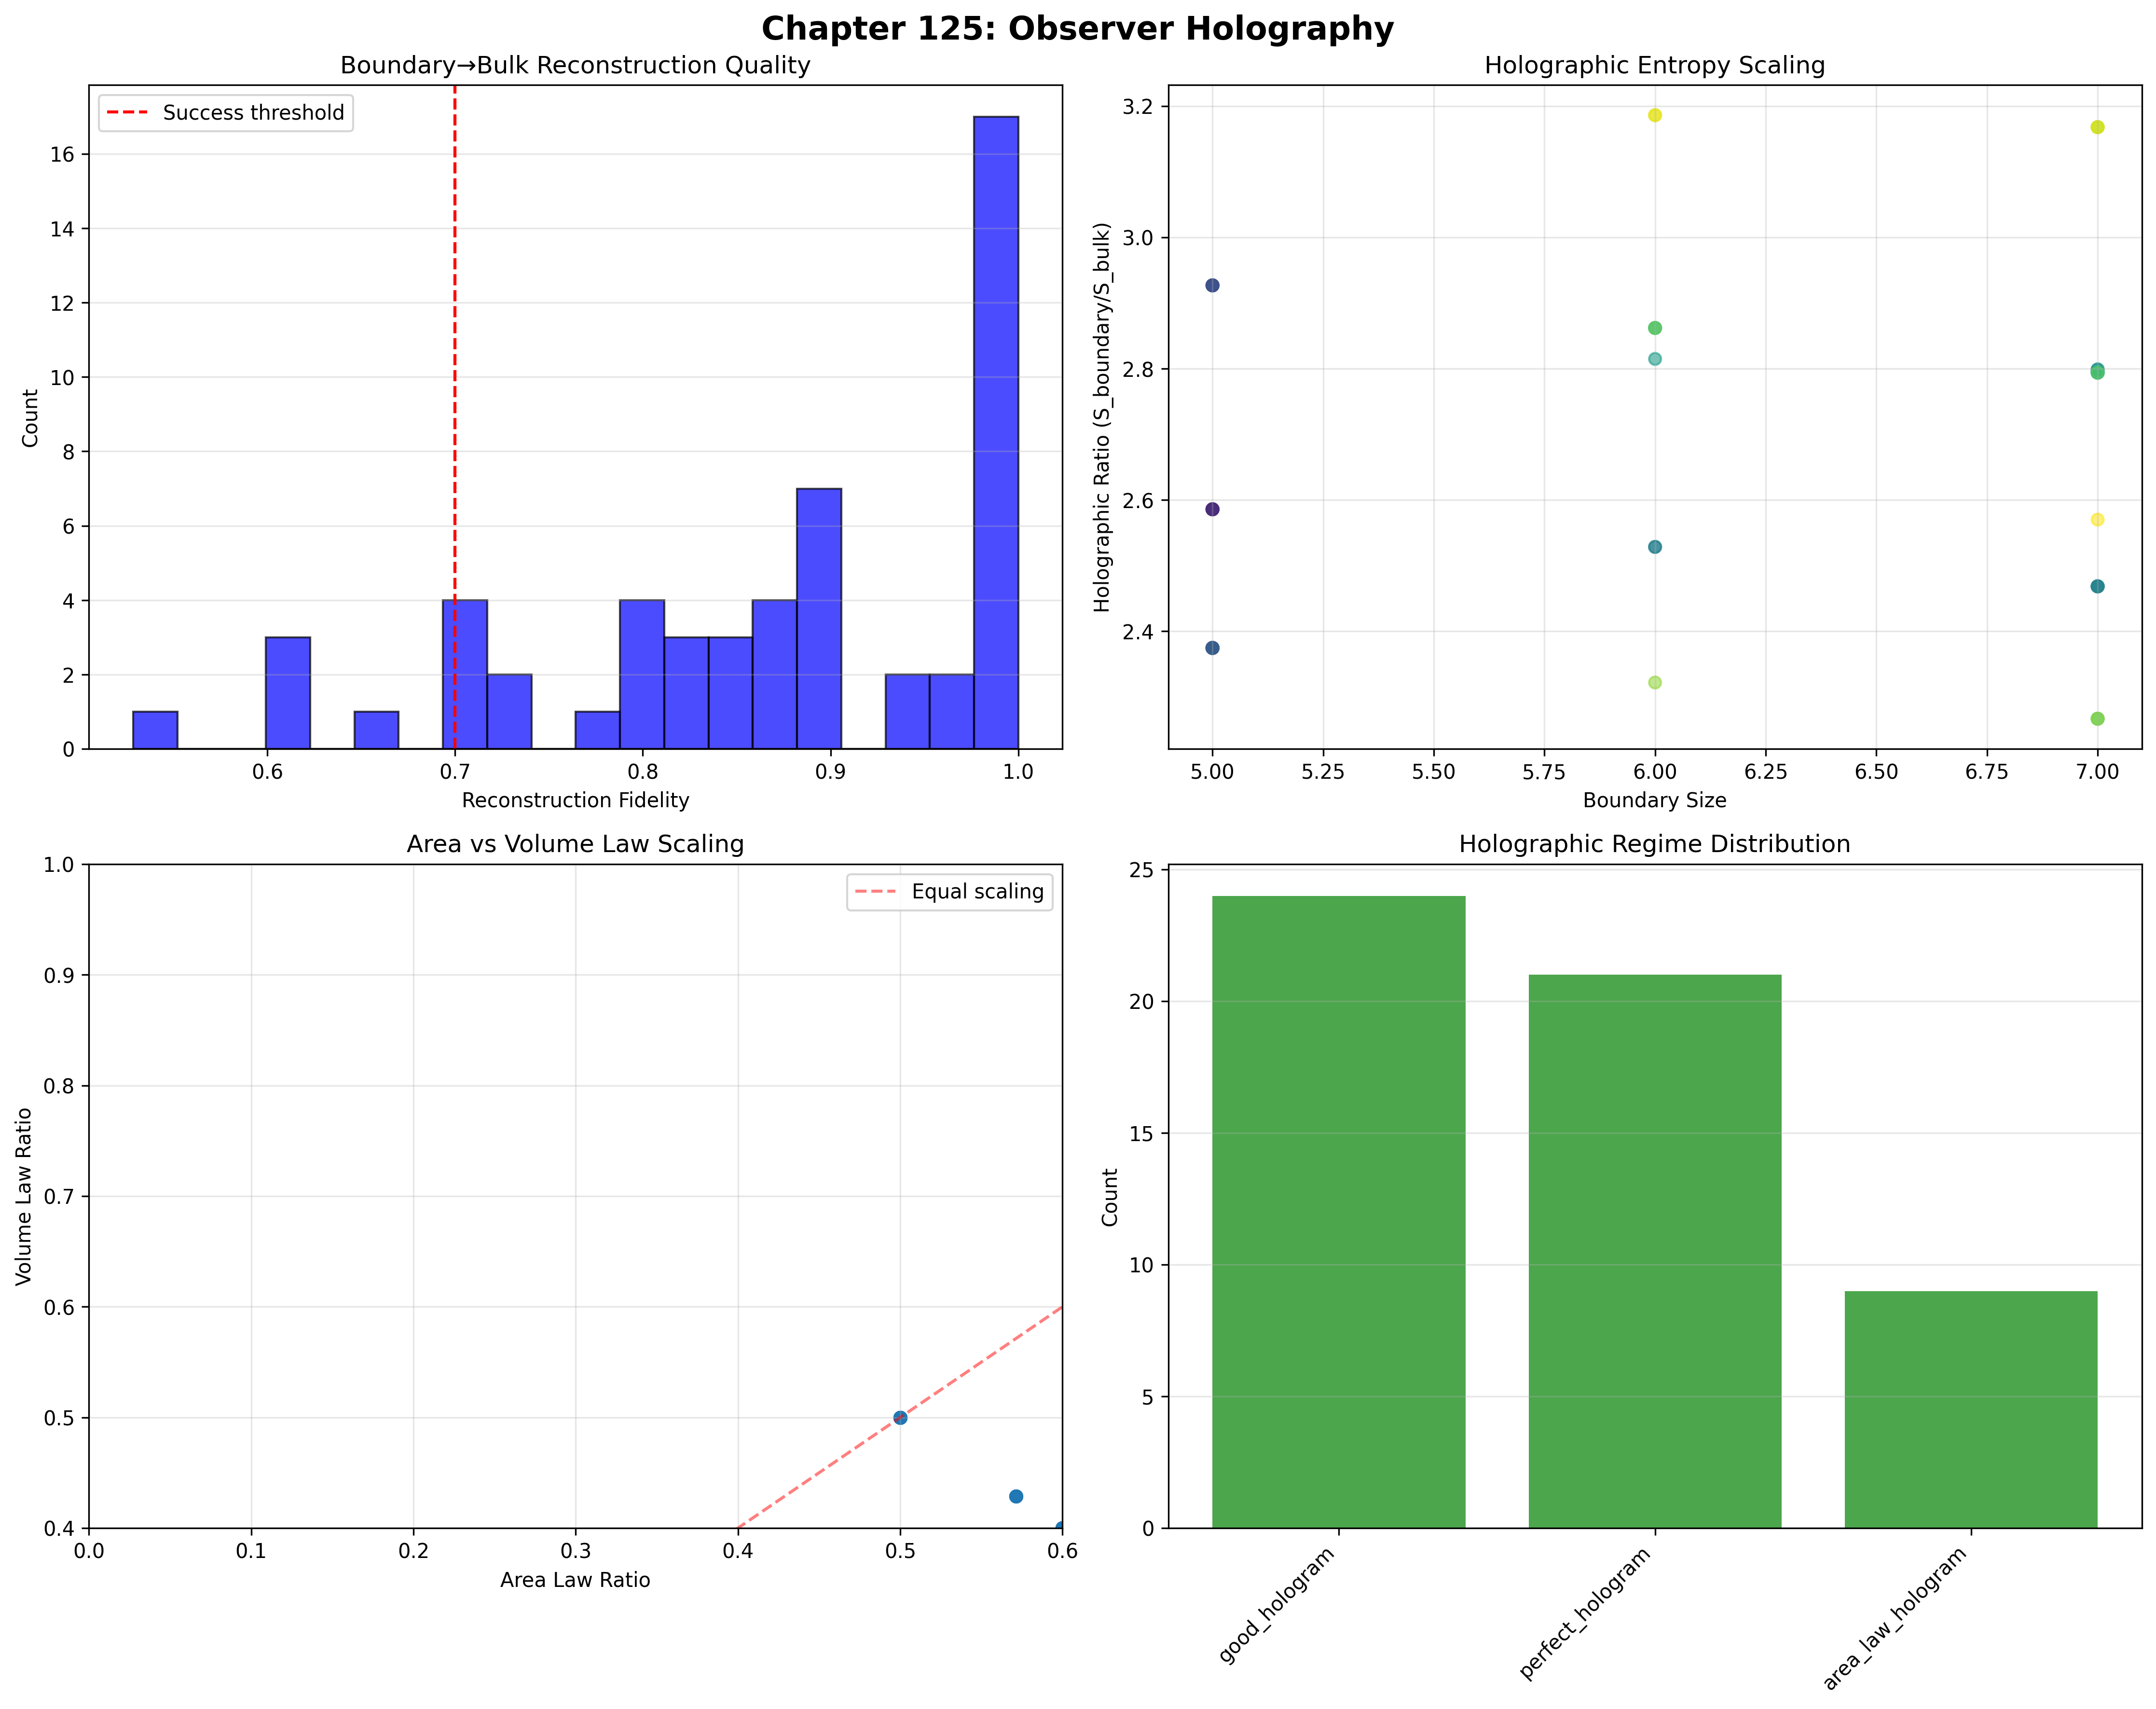 Chapter 125: Observer Holography
Boundary→Bulk Reconstruction Quality
Success threshold
Count
16
14
12
10
8
6
4
2
0
0.6 0.7 0.8 0.9 1.0
Reconstruction Fidelity
Holographic Entropy Scaling
Holographic Ratio (S_boundary/S_bulk)
3.2
3.0
2.8
2.6
2.4
5.00 5.25 5.50 5.75 6.00 6.25 6.50 6.75 7.00
Boundary Size
Area vs Volume Law Scaling
Equal scaling
Volume Law Ratio
1.0
0.9
0.8
0.7
0.6
0.5
0.4
0.0 0.1 0.2 0.3 0.4 0.5 0.6
Area Law Ratio
Holographic Regime Distribution
Count
25
20
15
10
5
0
good_hologram
perfect_hologram
area_law_hologram